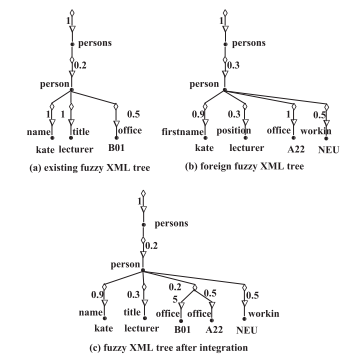 1 1
persons persons
0.2 0.3
person person
1 1 0.5 0.9 0.3 1 0.5
name title office firstname position office workin
kate lecturer B01 kate lecturer A22 NEU
(a) existing fuzzy XML tree (b) foreign fuzzy XML tree
1
persons
0.2
person
0.9 0.3 0.2 0.5
5 0.5
name title office office workin
kate lecturer B01 A22 NEU
(c) fuzzy XML tree after integration